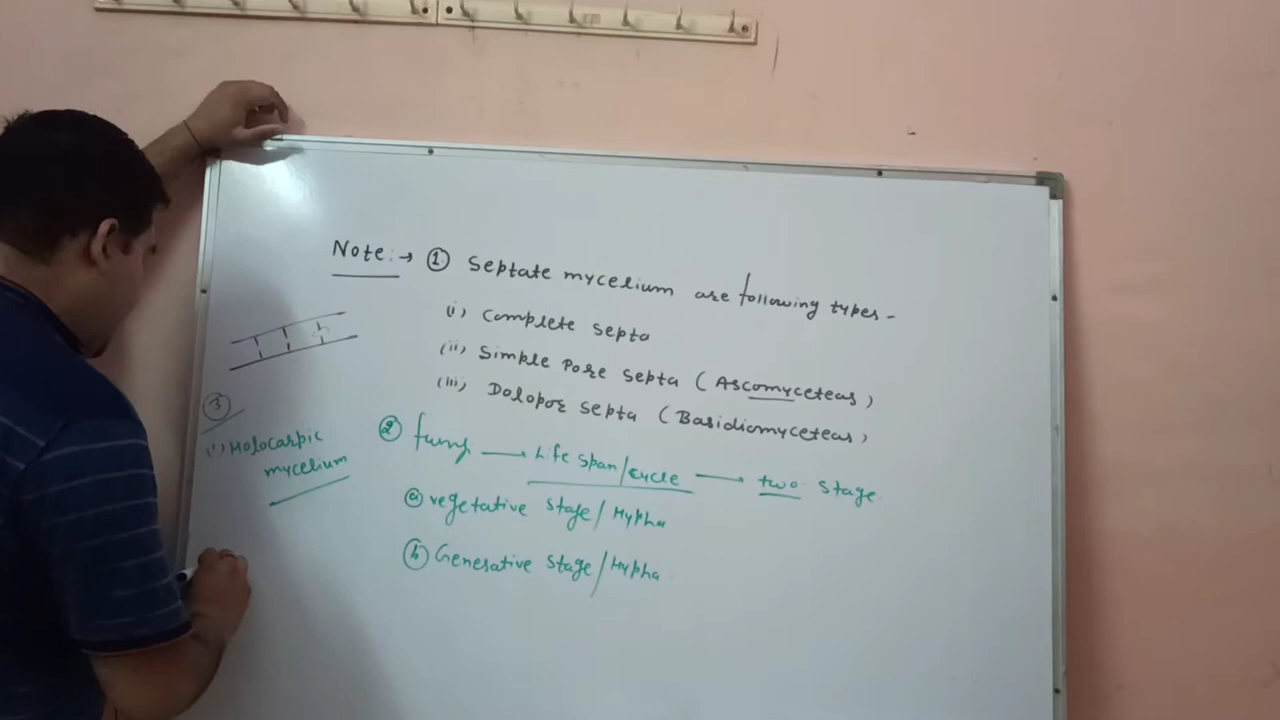 Note:→ ① Septate mycelium are following types-
(i) Complete Septa
(ii) Simple Pore Septa (Ascomyceteas)
(iii) Dolopor Septa (Basidiomyceteas)
② fungi → Life Span/cycle → two Stage
ⓐ vegetative Stage/Hypha
ⓑ Generative Stage/Hypha
③
(i) Holocarpic
mycelium